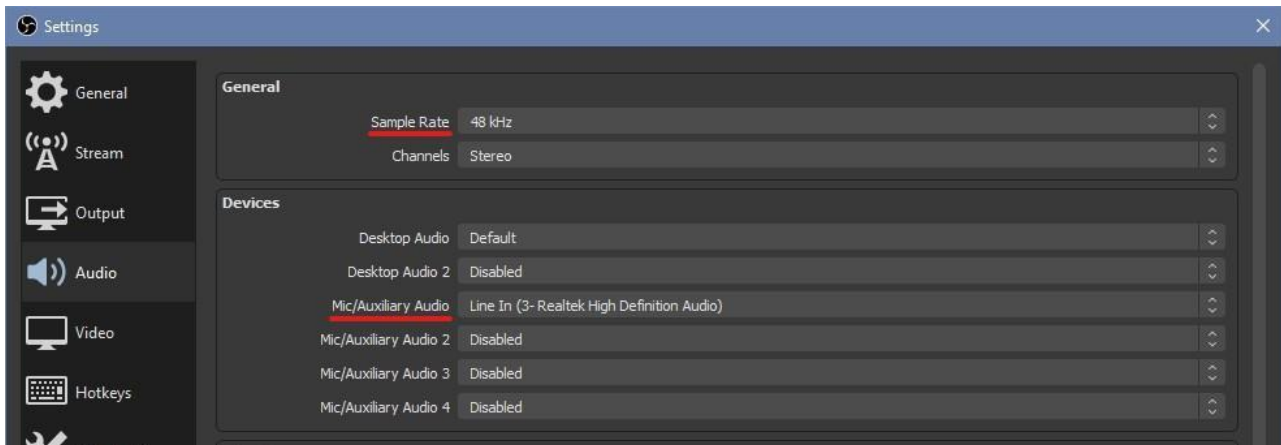 Settings
General
Stream
Output
Audio
Video
Hotkeys
General
Sample Rate 48 kHz
Channels Stereo
Devices
Desktop Audio Default
Desktop Audio 2 Disabled
Mic/Auxiliary Audio Line In (3- Realtek High Definition Audio)
Mic/Auxiliary Audio 2 Disabled
Mic/Auxiliary Audio 3 Disabled
Mic/Auxiliary Audio 4 Disabled